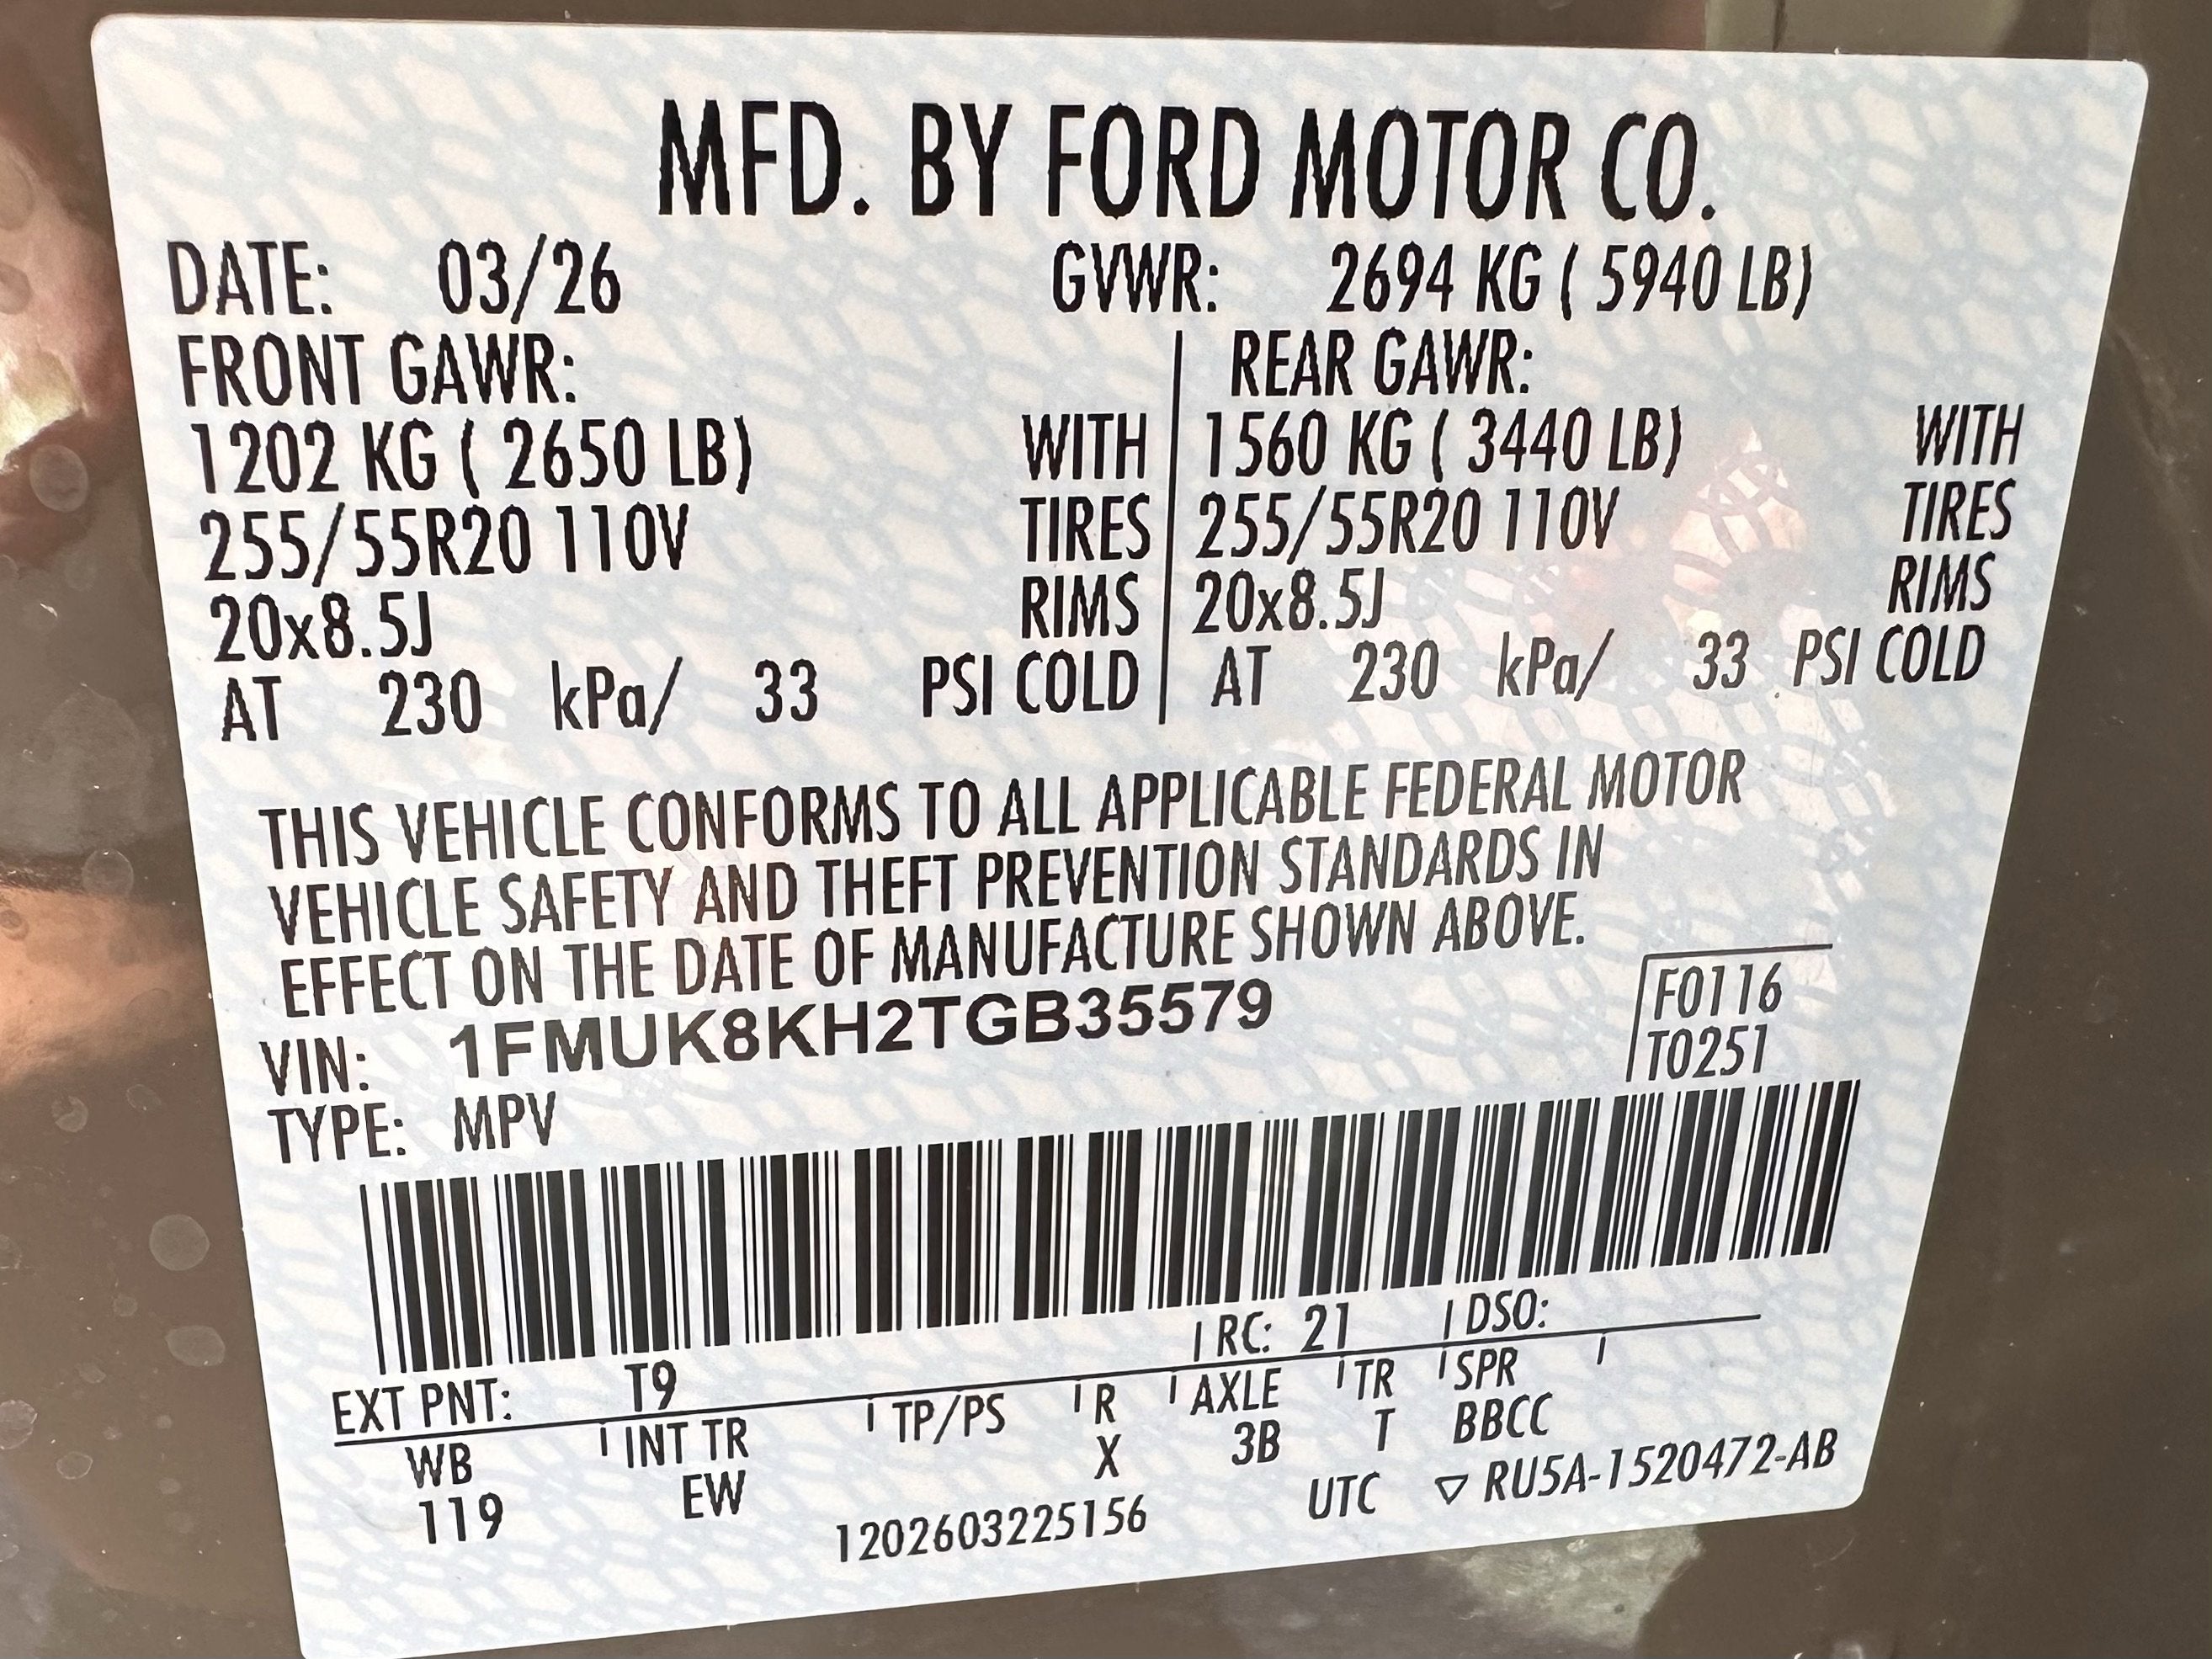 MFD. BY FORD MOTOR CO.
DATE: 03/26 GVWR: 2694 KG ( 5940 LB)
FRONT GAWR: REAR GAWR:
1202 KG ( 2650 LB) WITH 1560 KG ( 3440 LB) WITH
255/55R20 110V TIRES 255/55R20 110V TIRES
20x8.5J RIMS 20x8.5J RIMS
AT 230 kPa/ 33 PSI COLD AT 230 kPa/ 33 PSI COLD
THIS VEHICLE CONFORMS TO ALL APPLICABLE FEDERAL MOTOR
VEHICLE SAFETY AND THEFT PREVENTION STANDARDS IN
EFFECT ON THE DATE OF MANUFACTURE SHOWN ABOVE.
VIN: 1FMUK8KH2TGB35579 F0116
TYPE: MPV T0251
EXT PNT: T9 RC: 21 DSO:
WB INT TR TP/PS R AXLE TR SPR
119 EW X 3B T BBCC
1202603225156 UTC ▽ RU5A-1520472-AB